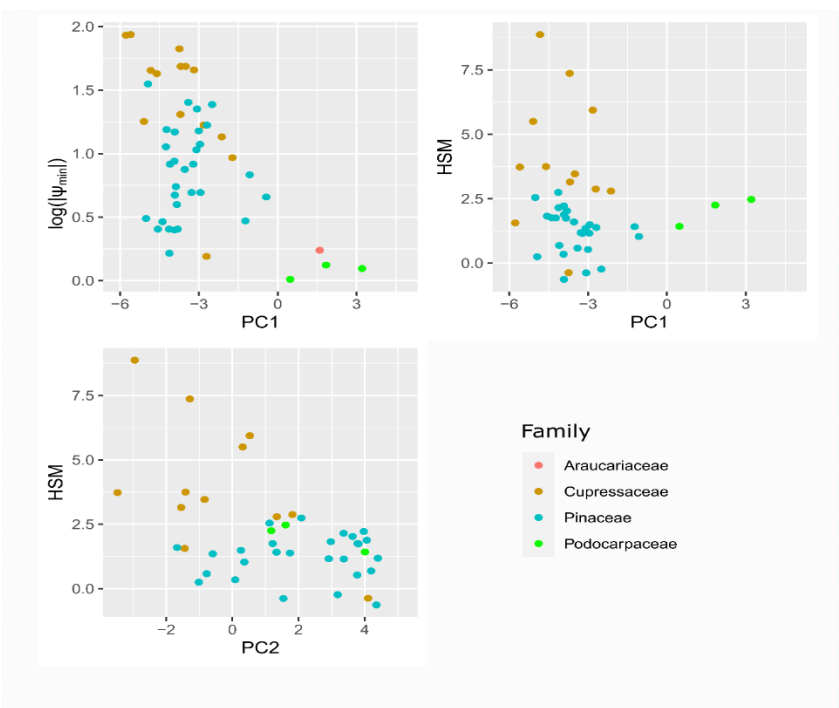 2.0
1.5
1.0
0.5
0.0
log(|ψmin|)
−6 −3 0 3
PC1
7.5
5.0
2.5
0.0
HSM
−6 −3 0 3
PC1
7.5
5.0
2.5
0.0
HSM
−2 0 2 4
PC2
Family
Araucariaceae
Cupressaceae
Pinaceae
Podocarpaceae